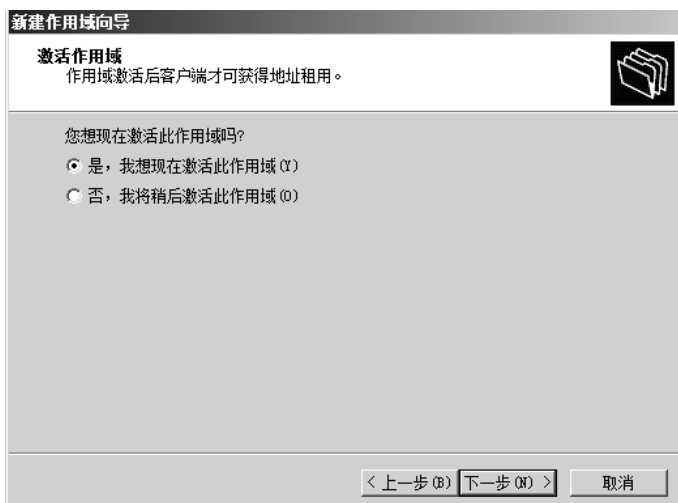 新建作用域向导
激活作用域
作用域激活后客户端才可获得地址租用。
您想现在激活此作用域吗?
是，我想现在激活此作用域(Y)
否，我将稍后激活此作用域(O)
< 上一步(B) 下一步(N) > 取消